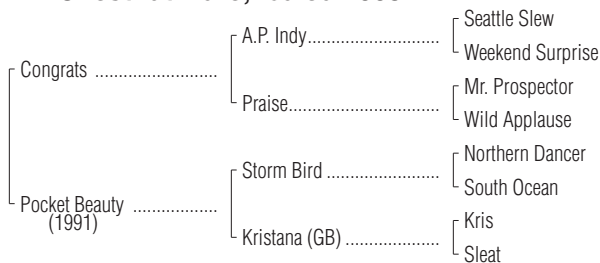 Seattle Slew
A.P. Indy
Weekend Surprise
Congrats
Mr. Prospector
Praise
Wild Applause
Northern Dancer
Storm Bird
South Ocean
Pocket Beauty
(1991)
Kris
Kristana (GB)
Sleat